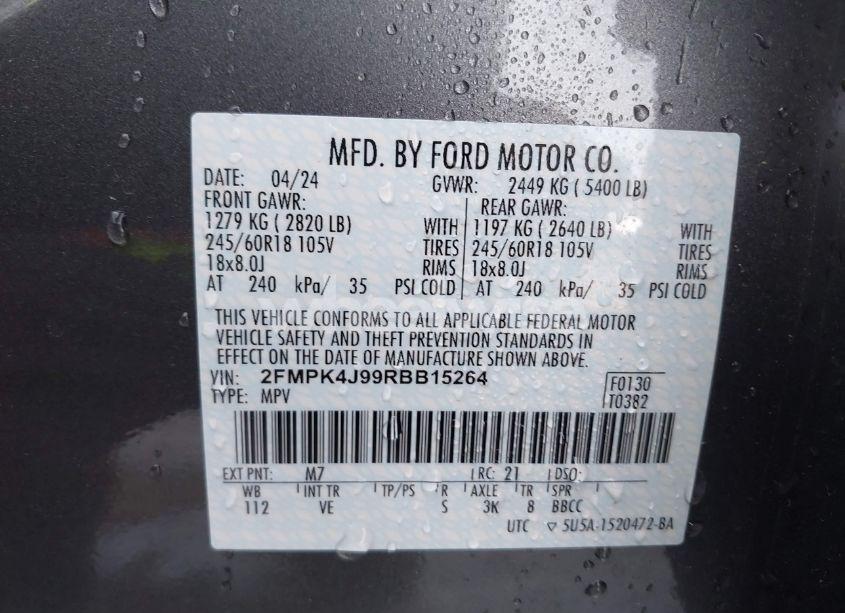 MFD. BY FORD MOTOR CO.
DATE: 04/24 GVWR: 2449 KG ( 5400 LB)
FRONT GAWR: REAR GAWR:
1279 KG ( 2820 LB) WITH 1197 KG ( 2640 LB) WITH
245/60R18 105V TIRES 245/60R18 105V TIRES
18x8.0J RIMS 18x8.0J RIMS
AT 240 kPa/ 35 PSI COLD AT 240 kPa/ 35 PSI COLD
THIS VEHICLE CONFORMS TO ALL APPLICABLE FEDERAL MOTOR
VEHICLE SAFETY AND THEFT PREVENTION STANDARDS IN
EFFECT ON THE DATE OF MANUFACTURE SHOWN ABOVE.
VIN: 2FMPK4J99RBB15264 F0130
TYPE: MPV T0382
EXT PNT: M7 RC: 21 DSO:
WB INT TR TP/PS R AXLE TR SPR
112 VE S 3K 8 BBCC
UTC ▽ 5U5A-1520472-BA